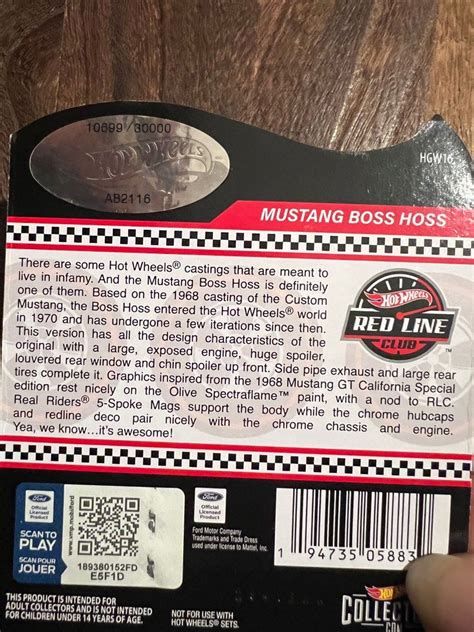 10699/30000
HOT WHEELS
AB2116
HGW16
MUSTANG BOSS HOSS
There are some Hot Wheels® castings that are meant to
live in infamy. And the Mustang Boss Hoss is definitely
one of them. Based on the 1968 casting of the Custom
Mustang, the Boss Hoss entered the Hot Wheels® world
in 1970 and has undergone a few iterations since then.
This version has all the design characteristics of the
original with a large, exposed engine, huge spoiler,
louvered rear window and chin spoiler up front. Side pipe exhaust and large rear
tires complete it. Graphics inspired from the 1968 Mustang GT California Special
edition rest nicely on the Olive Spectraflame™ paint, with a nod to RLC.
Real Riders® 5-Spoke Mags support the body while the chrome hubcaps
and redline deco pair nicely with the chrome chassis and engine.
Yea, we know...it's awesome!
HOT WHEELS
RED LINE
CLUB™
Ford
Official
Licensed
Product
SCAN TO
PLAY
SCAN POUR
JOUER
189380152FD
E5F1D
Ford
Official
Licensed
Product
Ford Motor Company
Trademarks and Trade Dress
used under license to Mattel, Inc.
1 94735 05883
THIS PRODUCT IS INTENDED FOR
ADULT COLLECTORS AND IS NOT INTENDED
FOR CHILDREN UNDER 14 YEARS OF AGE.
NOT FOR USE WITH
HOT WHEELS® SETS.
HOT